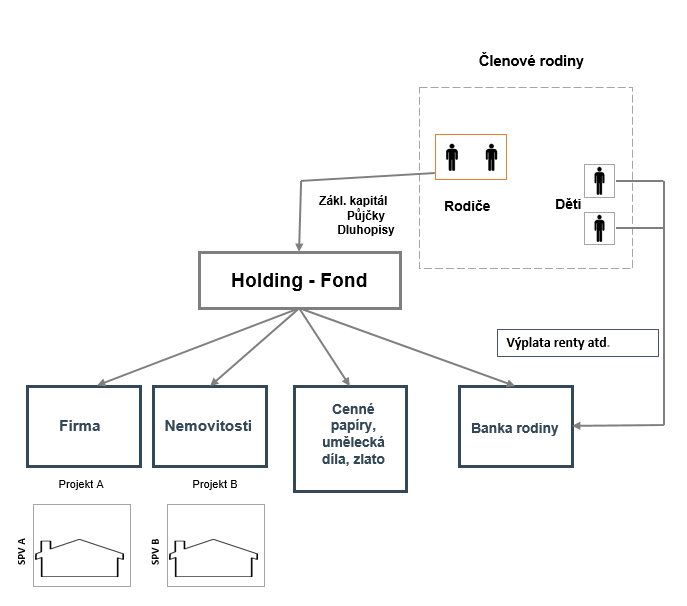 Členové rodiny
Rodiče
Děti
Zákl. kapitál
Půjčky
Dluhopisy
Holding - Fond
Výplata renty atd.
Firma
Nemovitosti
Cenné
papíry,
umělecká
díla, zlato
Banka rodiny
Projekt A
Projekt B
SPV A
SPV B